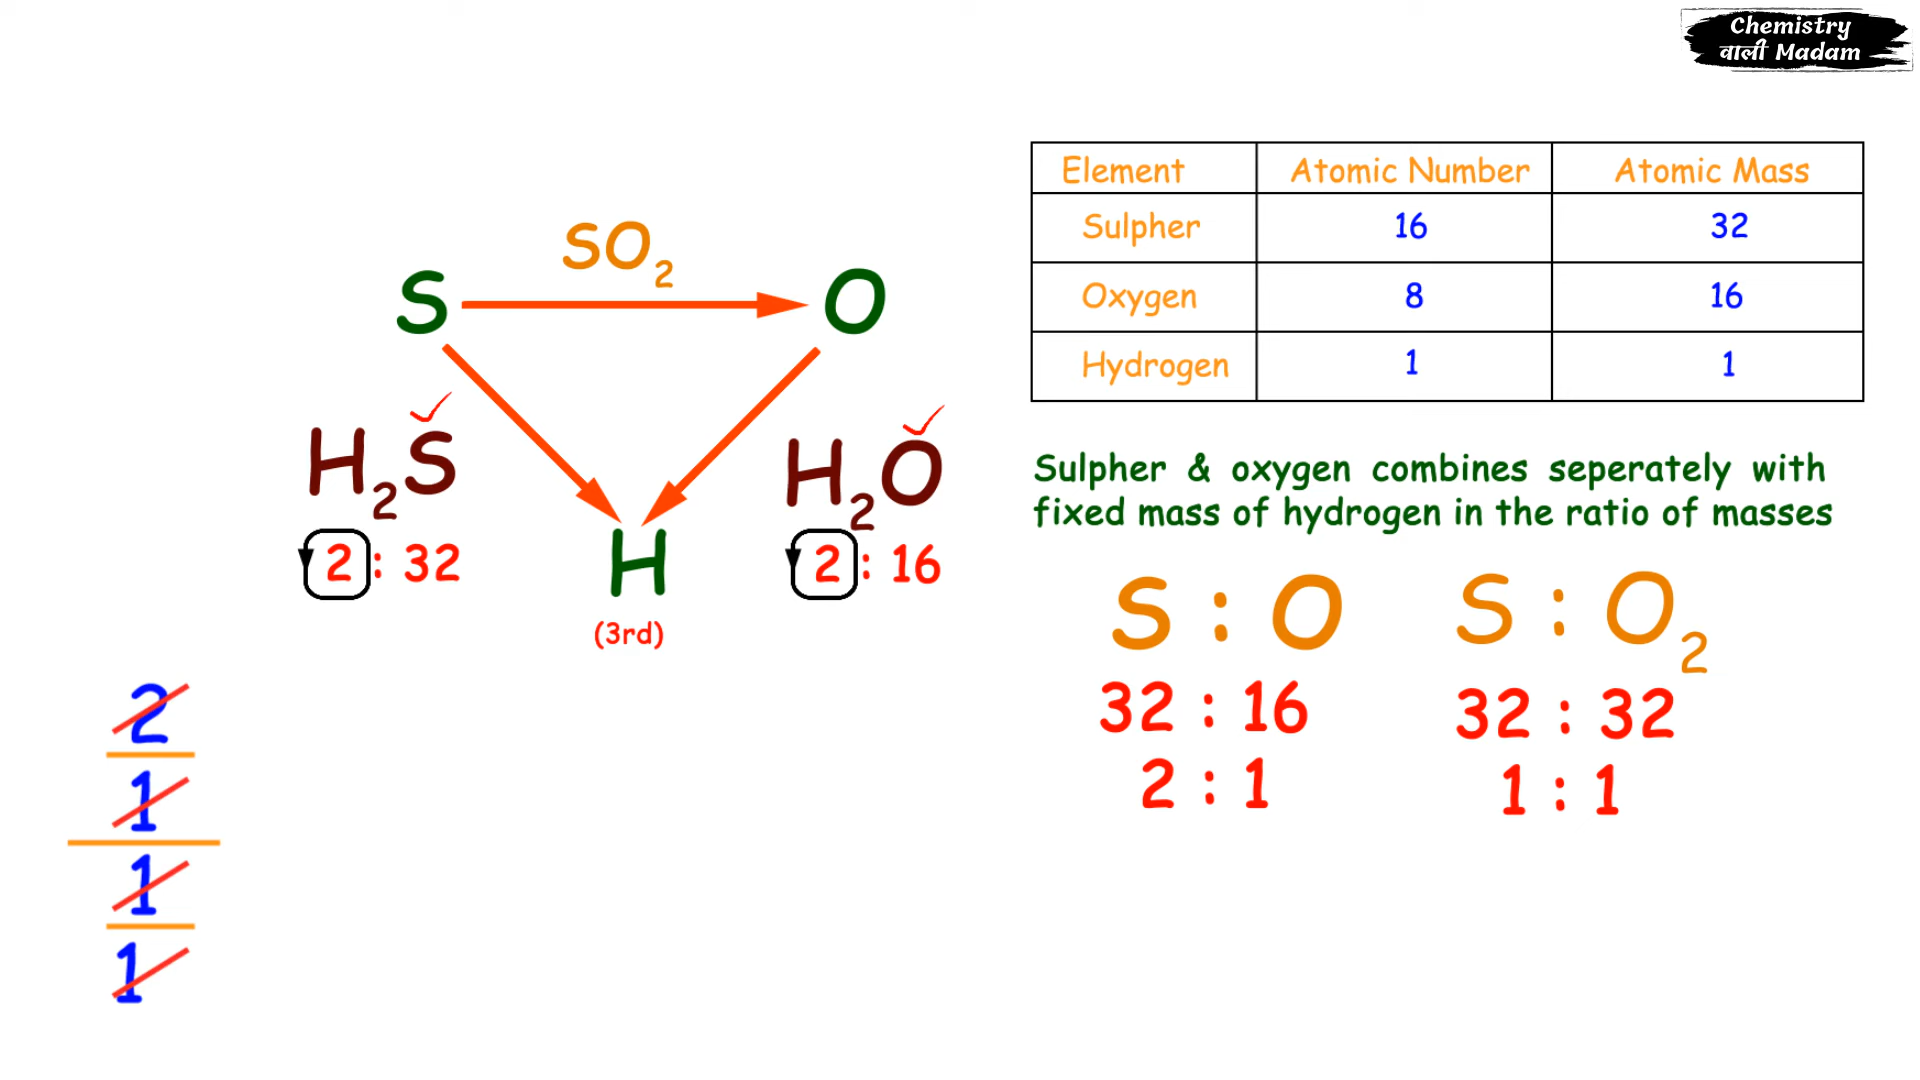 Chemistry
वाली Madam
Element Atomic Number Atomic Mass
Sulpher 16 32
Oxygen 8 16
Hydrogen 1 1
SO2
S O
H2S H2O
2 : 32 H 2 : 16
(3rd)
Sulpher & oxygen combines seperately with
fixed mass of hydrogen in the ratio of masses
S : O S : O2
32 : 16 32 : 32
2 : 1 1 : 1
2
1
1
1